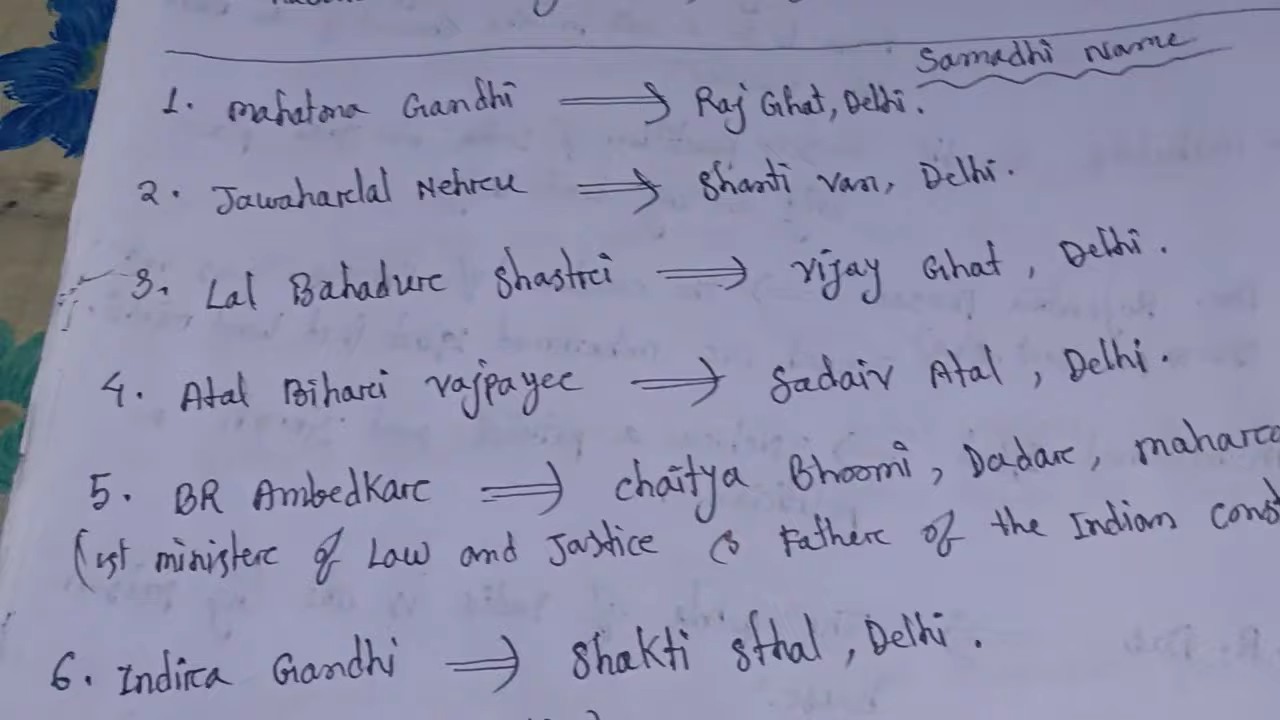 Samadhi Name
1. Mahatma Gandhi ⟶ Raj Ghat, Delhi.
2. Jawaharlal Nehru ⟶ Shanti Van, Delhi.
3. Lal Bahadur Shastri ⟶ Vijay Ghat, Delhi.
4. Atal Bihari Vajpayee ⟶ Sadaiv Atal, Delhi.
5. BR Ambedkar ⟹ Chaitya Bhoomi, Dadar, Mahara
(1st minister of Law and Justice & Father of the Indian const
6. Indira Gandhi ⟹ Shakti Sthal, Delhi.